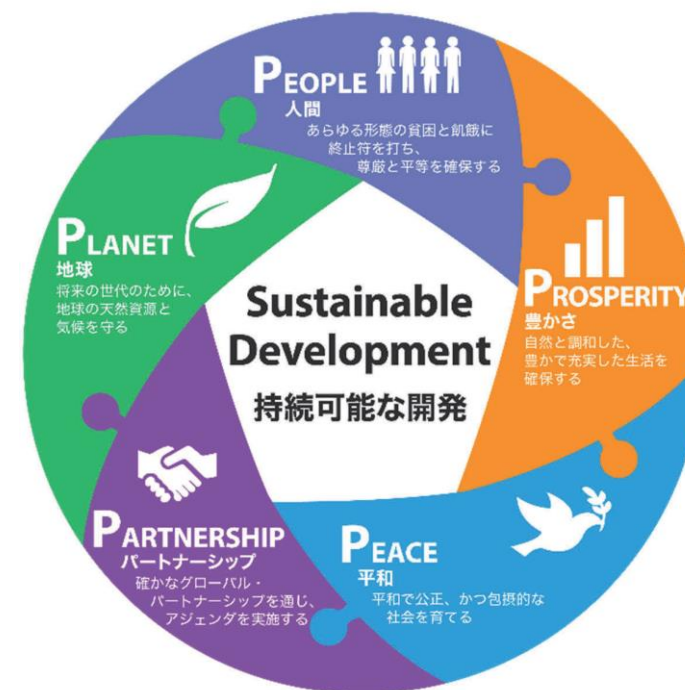 PEOPLE
人間
あらゆる形態の貧困と飢餓に
終止符を打ち、
尊厳と平等を確保する
PROSPERITY
豊かさ
自然と調和した、
豊かで充実した生活を
確保する
PEACE
平和
平和で公正、かつ包摂的な
社会を育てる
PARTNERSHIP
パートナーシップ
確かなグローバル・
パートナーシップを通じ、
アジェンダを実施する
PLANET
地球
将来の世代のために、
地球の天然資源と
気候を守る
Sustainable
Development
持続可能な開発